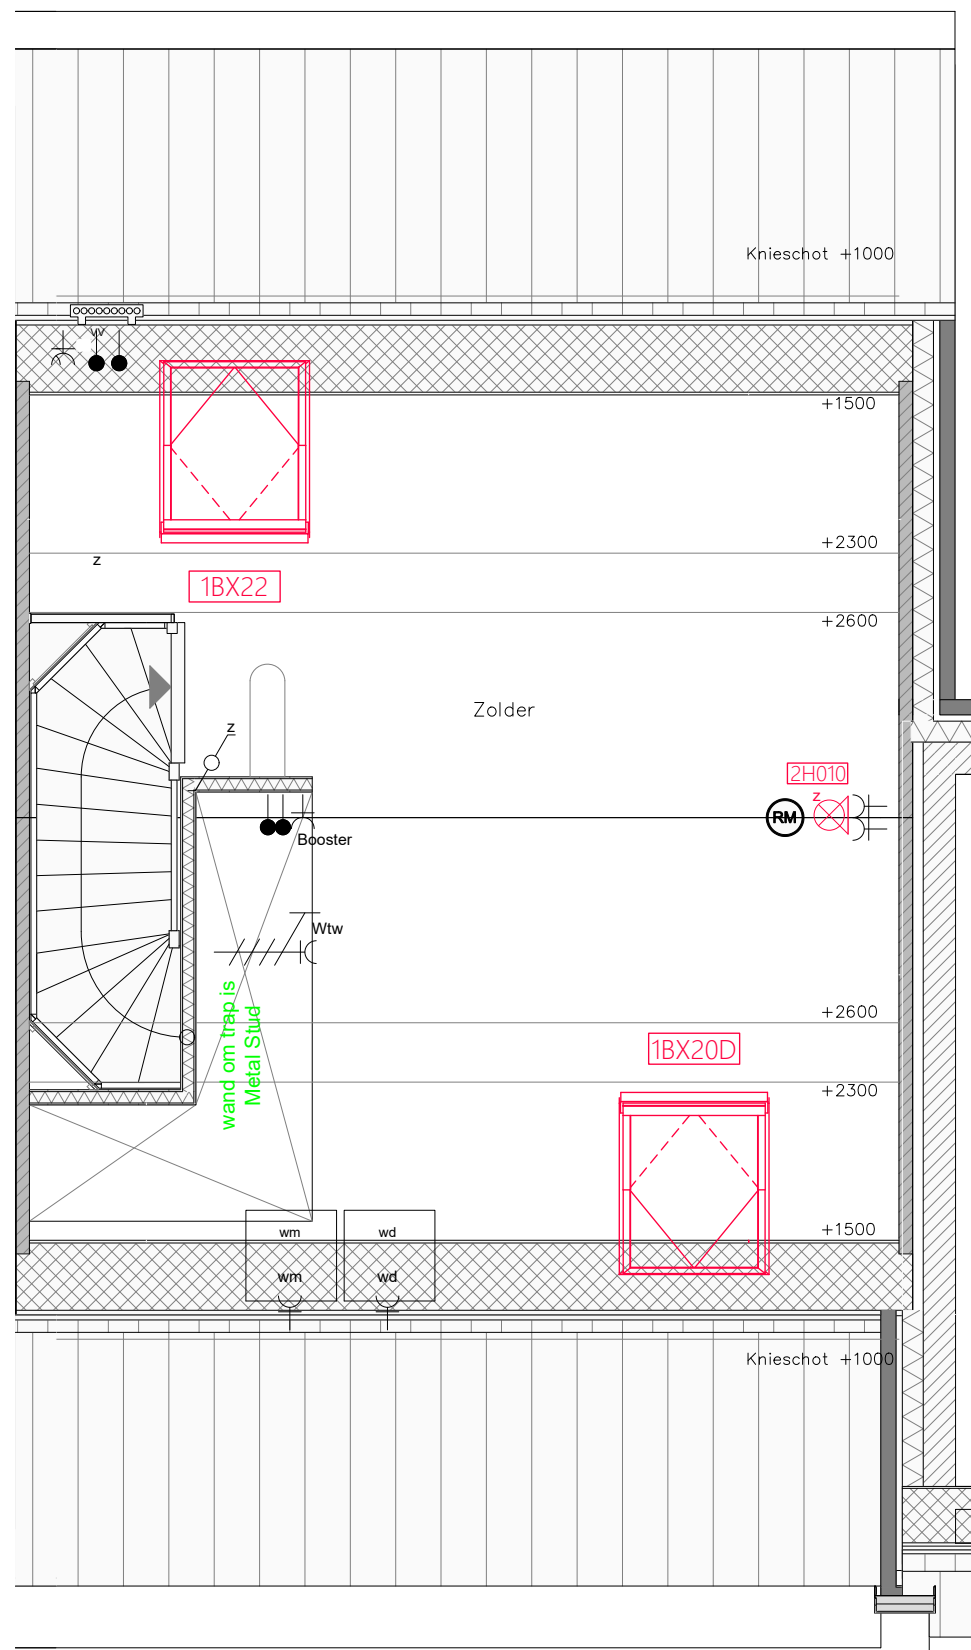 Knieschot +1000
vv
+1500
+2300
z
1BX22
+2600
Zolder
z
2H010
z
RM
Booster
Wtw
wand om trap is
Metal Stud
+2600
1BX20D
+2300
+1500
wm
wd
wm
wd
Knieschot +1000